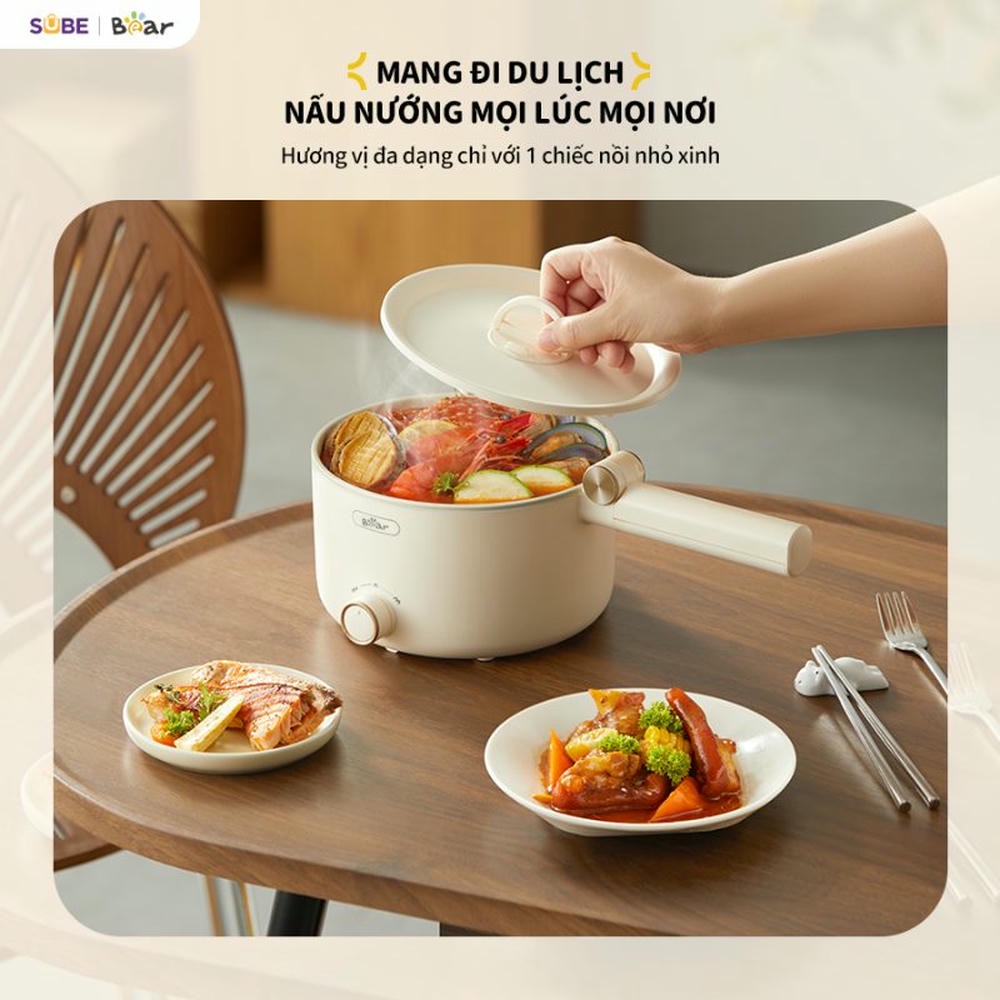 SUBE | Bear
MANG ĐI DU LỊCH
NẤU NƯỚNG MỌI LÚC MỌI NƠI
Hương vị đa dạng chỉ với 1 chiếc nồi nhỏ xinh
Bear